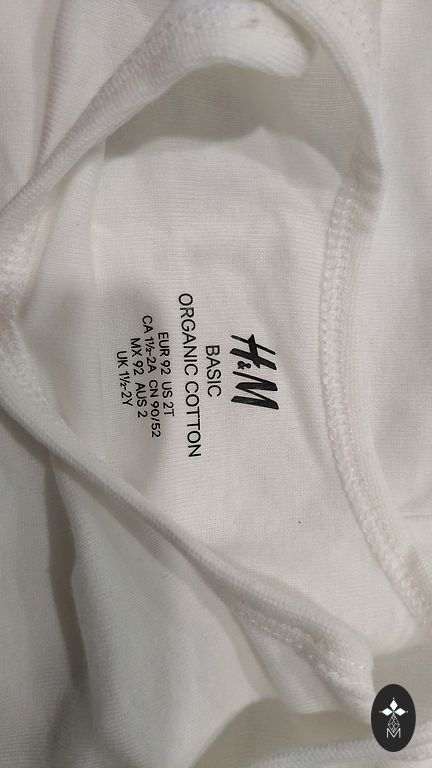 H&M
BASIC
ORGANIC COTTON
EUR 92 US 2T
CA 1½-2A CN 90/52
MX 92 AUS 2
UK 1½-2Y
M